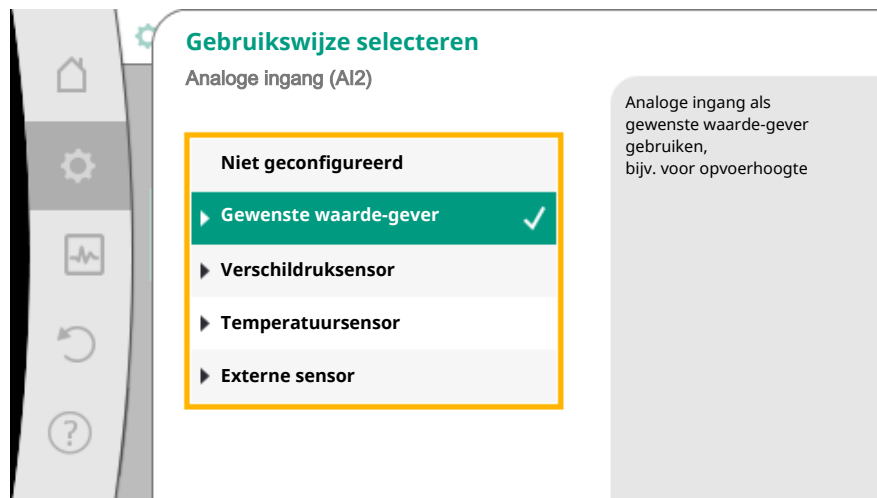 Gebruikswijze selecteren
Analoge ingang (AI2)
Niet geconfigureerd
Gewenste waarde-gever
Verschildruksensor
Temperatuursensor
Externe sensor
Analoge ingang als
gewenste waarde-gever
gebruiken,
bijv. voor opvoerhoogte
?